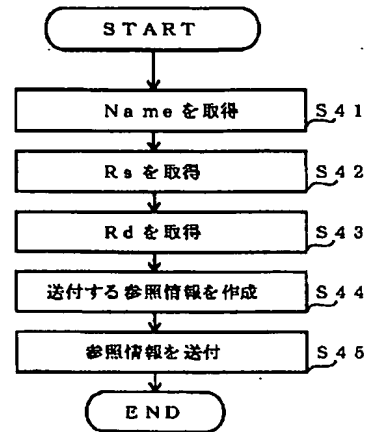 START
Nameを取得 S41
Rsを取得 S42
Rdを取得 S43
送付する参照情報を作成 S44
参照情報を送付 S45
END